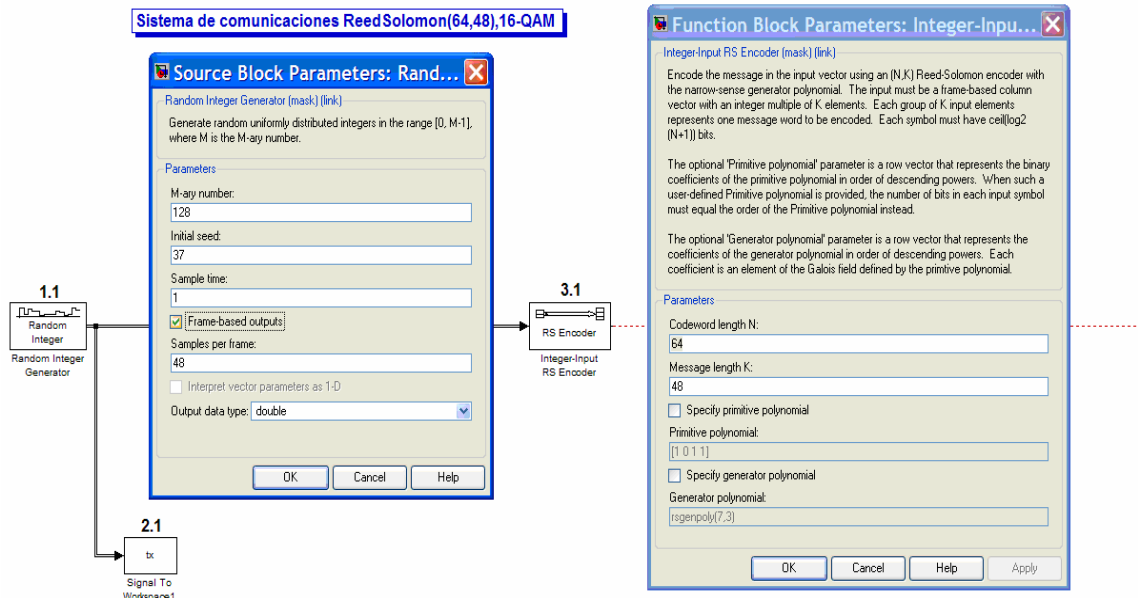 Sistema de comunicaciones ReedSolomon(64,48),16-QAM
Source Block Parameters: Rand...
Random Integer Generator (mask) (link)
Generate random uniformly distributed integers in the range [0, M-1],
where M is the M-ary number.
Parameters
M-ary number:
128
Initial seed:
37
Sample time:
1
Frame-based outputs
Samples per frame:
48
Interpret vector parameters as 1-D
Output data type: double
OK
Cancel
Help
Function Block Parameters: Integer-Inpu...
Integer-Input RS Encoder (mask) (link)
Encode the message in the input vector using an (N,K) Reed-Solomon encoder with
the narrow-sense generator polynomial. The input must be a frame-based column
vector with an integer multiple of K elements. Each group of K input elements
represents one message word to be encoded. Each symbol must have ceil(log2
(N+1)) bits.
The optional 'Primitive polynomial' parameter is a row vector that represents the binary
coefficients of the primitive polynomial in order of descending powers. When such a
user-defined Primitive polynomial is provided, the number of bits in each input symbol
must equal the order of the Primitive polynomial instead.
The optional 'Generator polynomial' parameter is a row vector that represents the
coefficients of the generator polynomial in order of descending powers. Each
coefficient is an element of the Galois field defined by the primtive polynomial.
Parameters
Codeword length N:
64
Message length K:
48
Specify primitive polynomial
Primitive polynomial:
[1 0 1 1]
Specify generator polynomial
Generator polynomial:
rsgenpoly(7,3)
OK
Cancel
Help
Apply
1.1
Random
Integer
Random Integer
Generator
3.1
RS Encoder
Integer-Input
RS Encoder
2.1
tx
Signal To
Workspace1